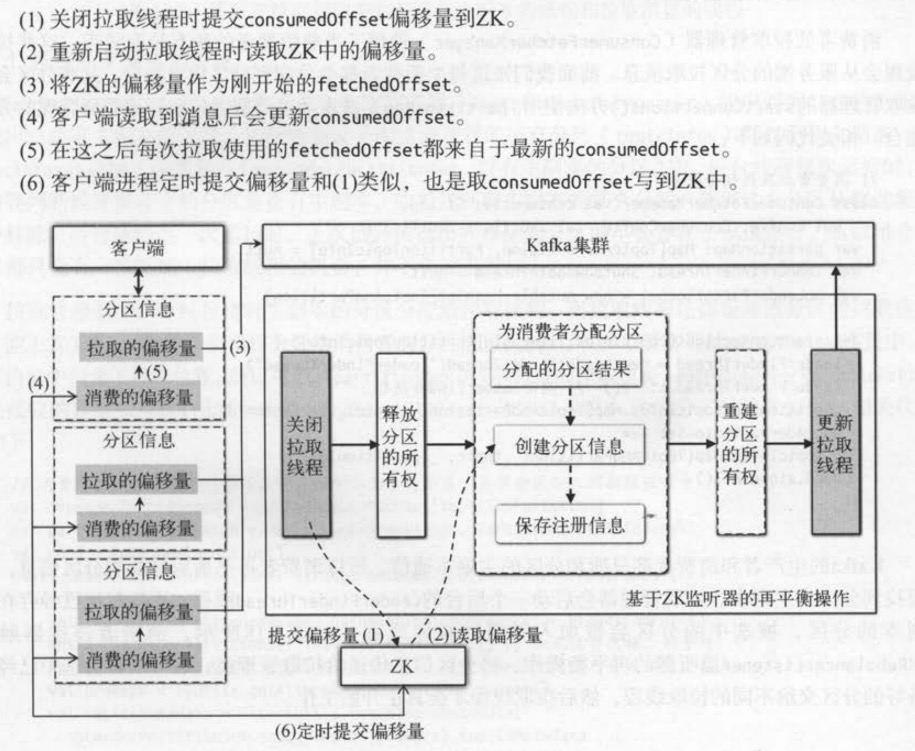 (1) 关闭拉取线程时提交consumedOffset偏移量到ZK。
(2) 重新启动拉取线程时读取ZK中的偏移量。
(3) 将ZK的偏移量作为刚开始的fetchedOffset。
(4) 客户端读取到消息后会更新consumedOffset。
(5) 在这之后每次拉取使用的fetchedOffset都来自于最新的consumedOffset。
(6) 客户端进程定时提交偏移量和(1)类似，也是取consumedOffset写到ZK中。
客户端
Kafka集群
分区信息
拉取的偏移量
(5)
消费的偏移量
(4)
(3)
分区信息
拉取的偏移量
消费的偏移量
分区信息
拉取的偏移量
消费的偏移量
关闭
拉取
线程
释放
分区
的所
有权
为消费者分配分区
分配的分区结果
创建分区信息
保存注册信息
重建
分区
的所
有权
更新
拉取
线程
基于ZK监听器的再平衡操作
提交偏移量 (1)
(2)读取偏移量
ZK
(6)定时提交偏移量